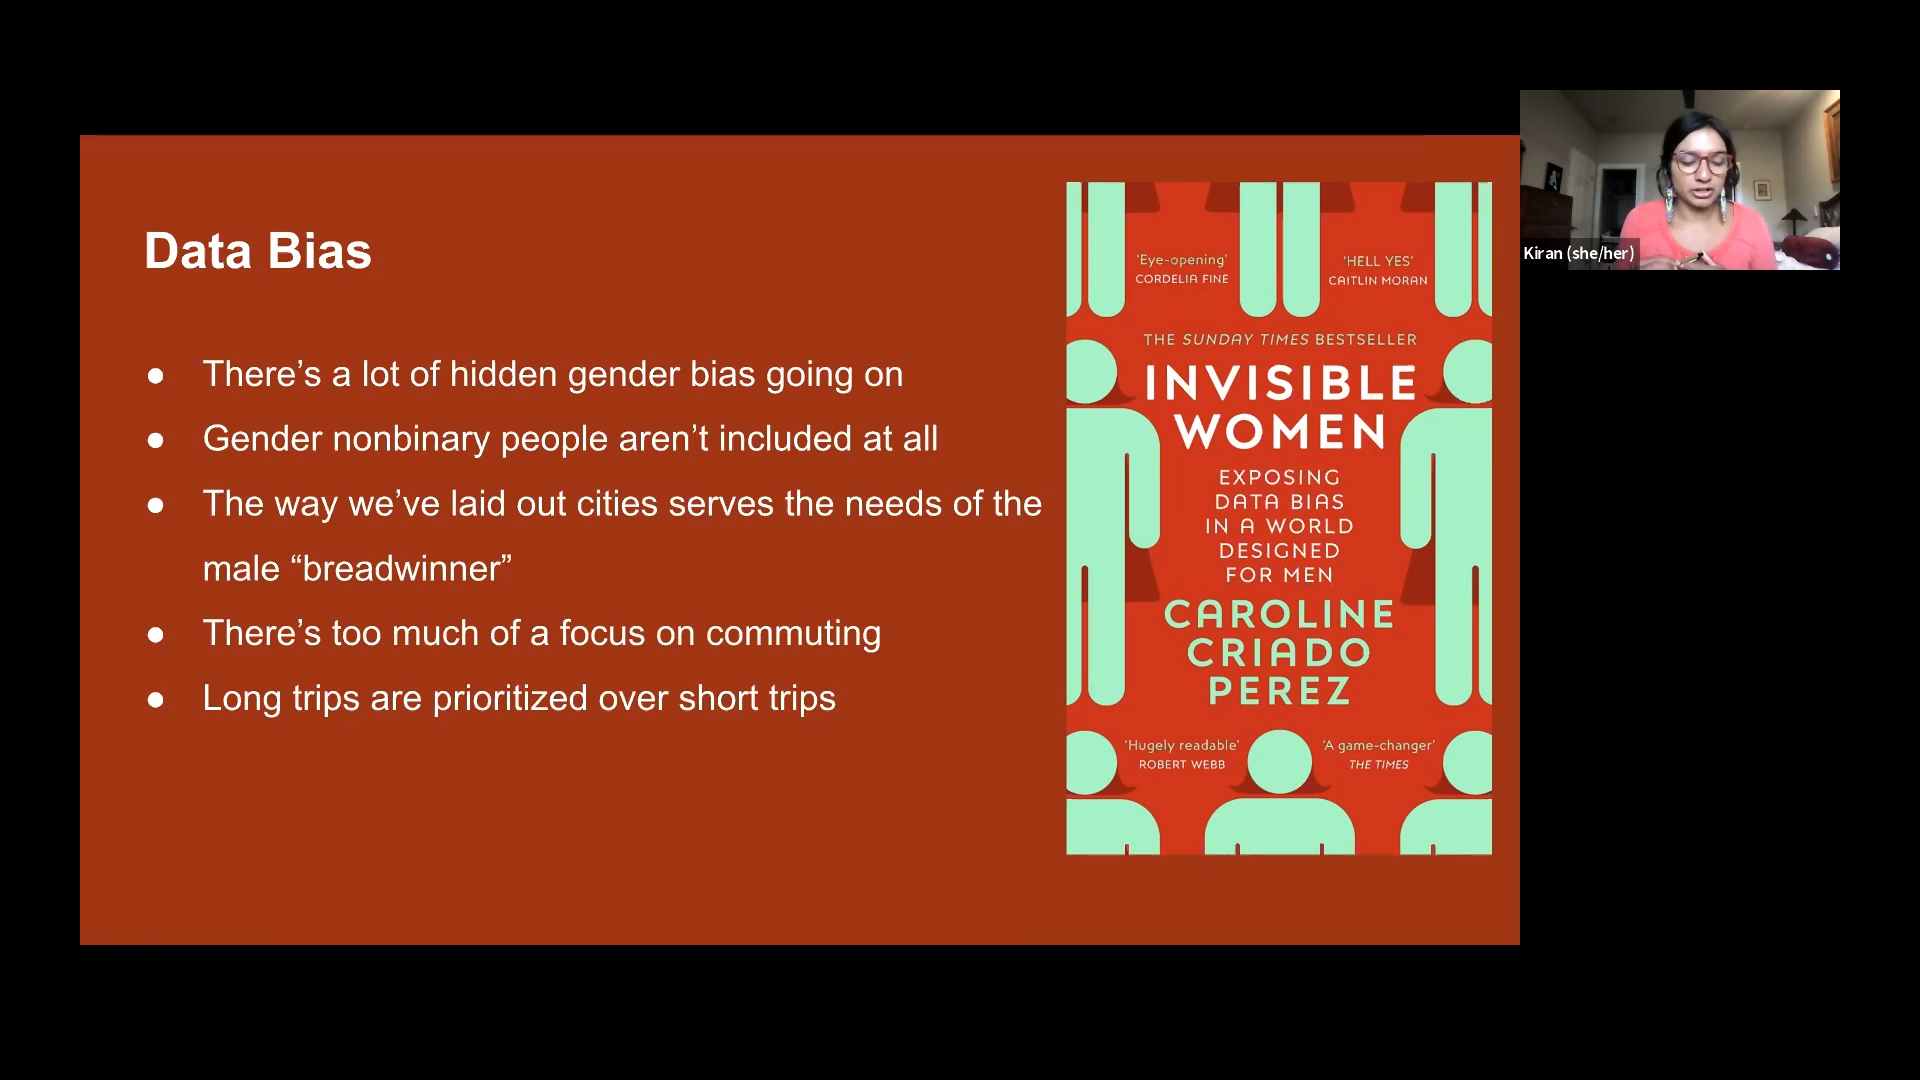 Data Bias
● There’s a lot of hidden gender bias going on
● Gender nonbinary people aren’t included at all
● The way we’ve laid out cities serves the needs of the
male “breadwinner”
● There’s too much of a focus on commuting
● Long trips are prioritized over short trips
‘Eye-opening’
CORDELIA FINE
‘HELL YES’
CAITLIN MORAN
THE SUNDAY TIMES BESTSELLER
INVISIBLE
WOMEN
EXPOSING
DATA BIAS
IN A WORLD
DESIGNED
FOR MEN
CAROLINE
CRIADO
PEREZ
‘Hugely readable’
ROBERT WEBB
‘A game-changer’
THE TIMES
Kiran (she/her)